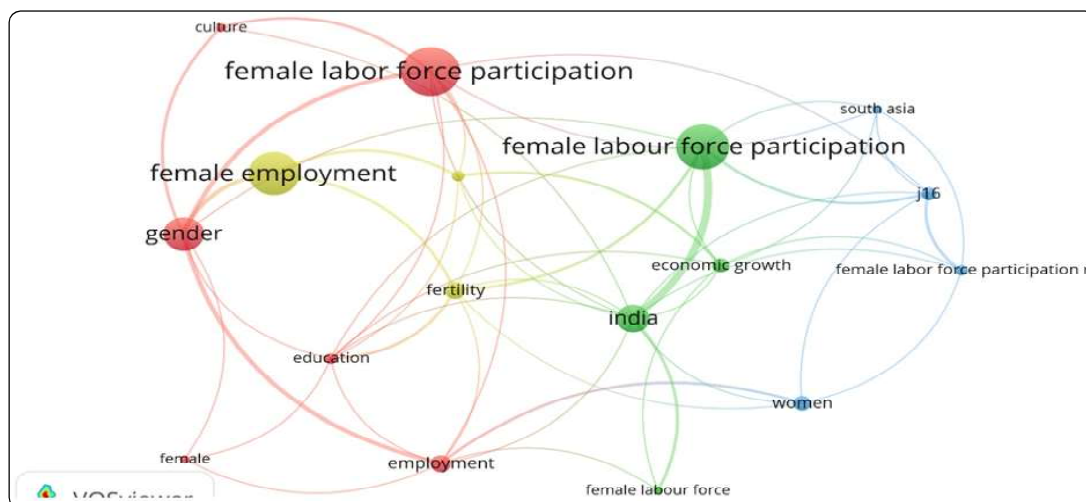 culture
female labor force participation
south asia
female labour force participation
female employment
j16
gender
economic growth
female labor force participation r
fertility
india
education
women
female
employment
female labour force
VOSviewer